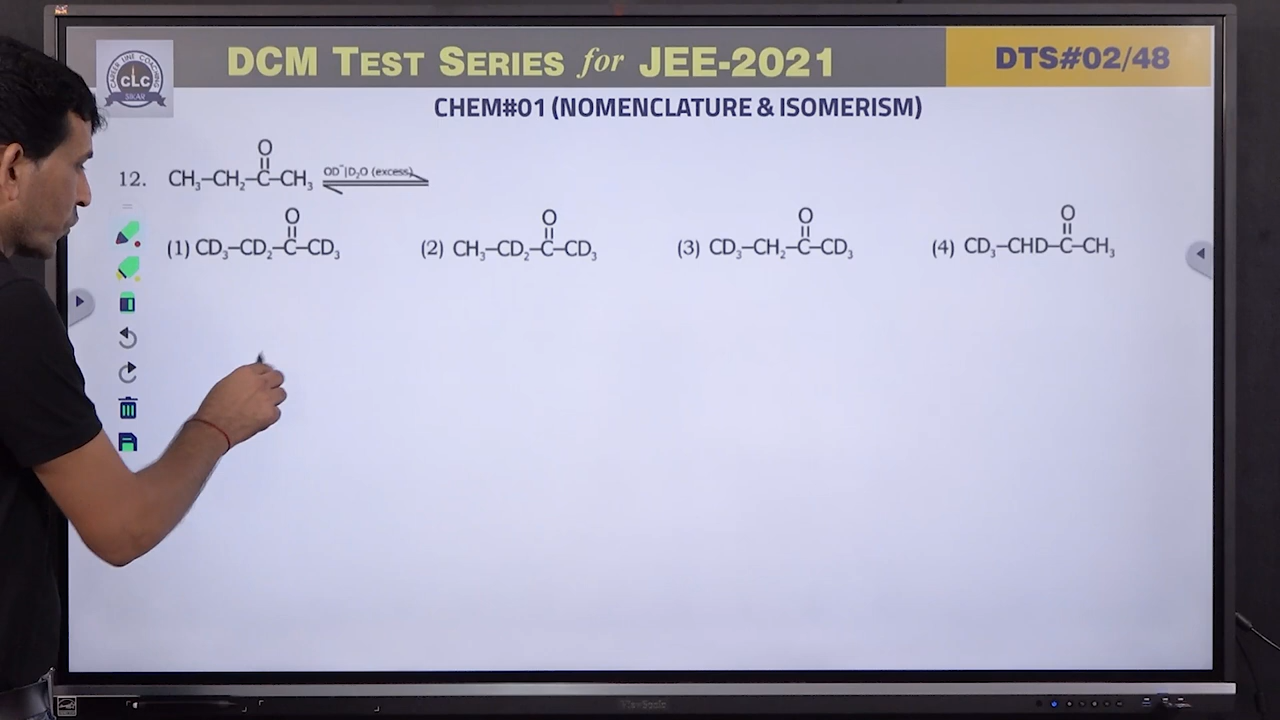 DCM TEST SERIES for JEE-2021
DTS#02/48
CLC
SIKAR
CHEM#01 (NOMENCLATURE & ISOMERISM)
O
12. CH₃–CH₂–C–CH₃ OD⁻|D₂O (excess)
O O O O
(1) CD₃–CD₂–C–CD₃ (2) CH₃–CD₂–C–CD₃ (3) CD₃–CH₂–C–CD₃ (4) CD₃–CHD–C–CH₃
ViewSonic